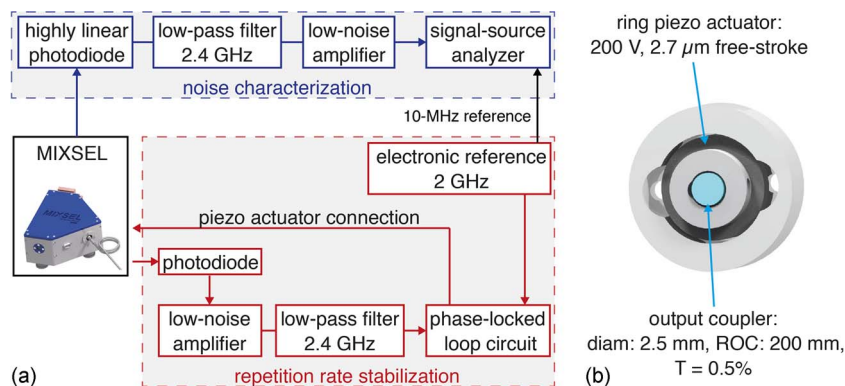 highly linear
photodiode
low-pass filter
2.4 GHz
low-noise
amplifier
signal-source
analyzer
noise characterization
10-MHz reference
MIXSEL
MIXSEL
electronic reference
2 GHz
piezo actuator connection
photodiode
low-noise
amplifier
low-pass filter
2.4 GHz
phase-locked
loop circuit
repetition rate stabilization
(a)
ring piezo actuator:
200 V, 2.7 µm free-stroke
output coupler:
diam: 2.5 mm, ROC: 200 mm,
T = 0.5%
(b)